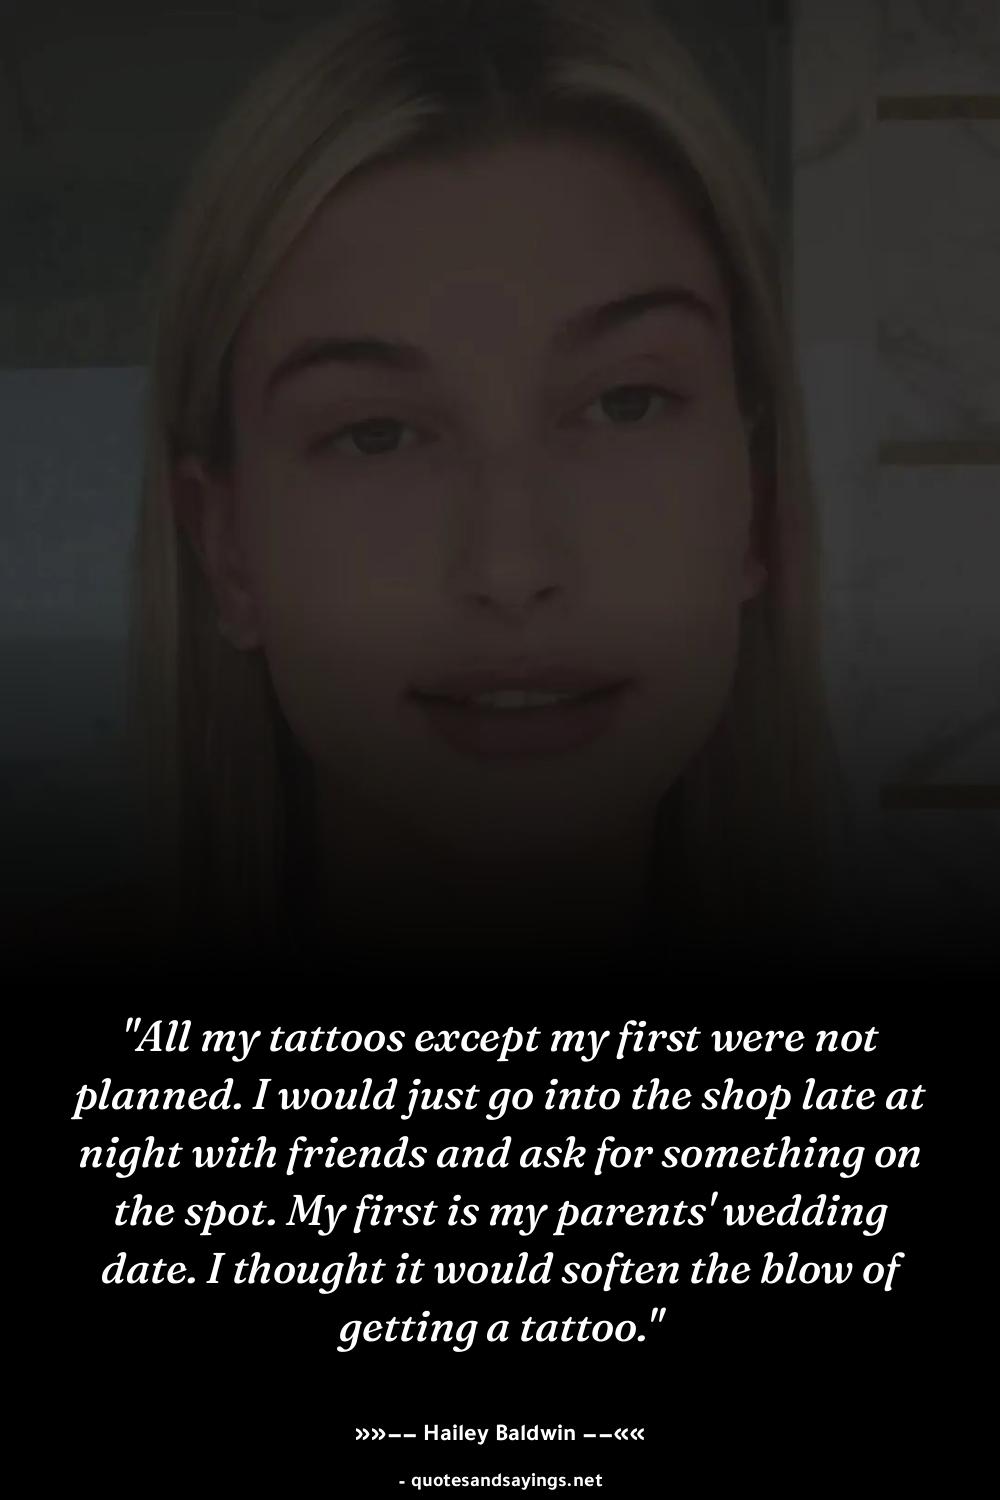 "All my tattoos except my first were not
planned. I would just go into the shop late at
night with friends and ask for something on
the spot. My first is my parents' wedding
date. I thought it would soften the blow of
getting a tattoo."
»»−− Hailey Baldwin −−««
- quotesandsayings.net